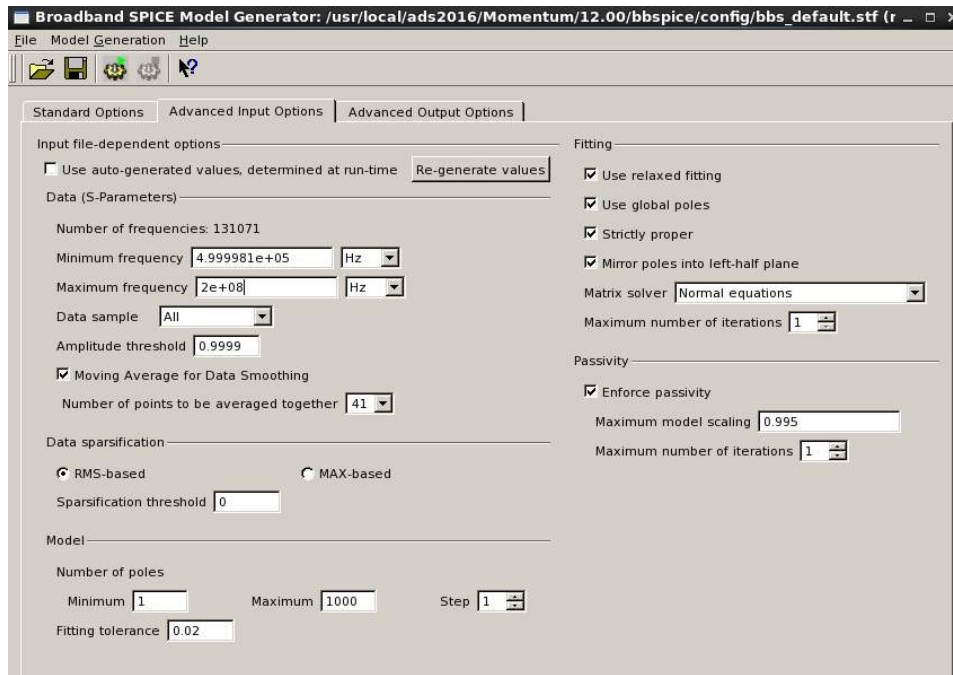 Broadband SPICE Model Generator: /usr/local/ads2016/Momentum/12.00/bbspice/config/bbs_default.stf (r
File Model Generation Help
Standard Options
Advanced Input Options
Advanced Output Options
Input file-dependent options
Use auto-generated values, determined at run-time
Re-generate values
Data (S-Parameters)
Number of frequencies: 131071
Minimum frequency 4.999981e+05 Hz
Maximum frequency 2e+08 Hz
Data sample All
Amplitude threshold 0.9999
Moving Average for Data Smoothing
Number of points to be averaged together 41
Data sparsification
RMS-based MAX-based
Sparsification threshold 0
Model
Number of poles
Minimum 1 Maximum 1000 Step 1
Fitting tolerance 0.02
Fitting
Use relaxed fitting
Use global poles
Strictly proper
Mirror poles into left-half plane
Matrix solver Normal equations
Maximum number of iterations 1
Passivity
Enforce passivity
Maximum model scaling 0.995
Maximum number of iterations 1